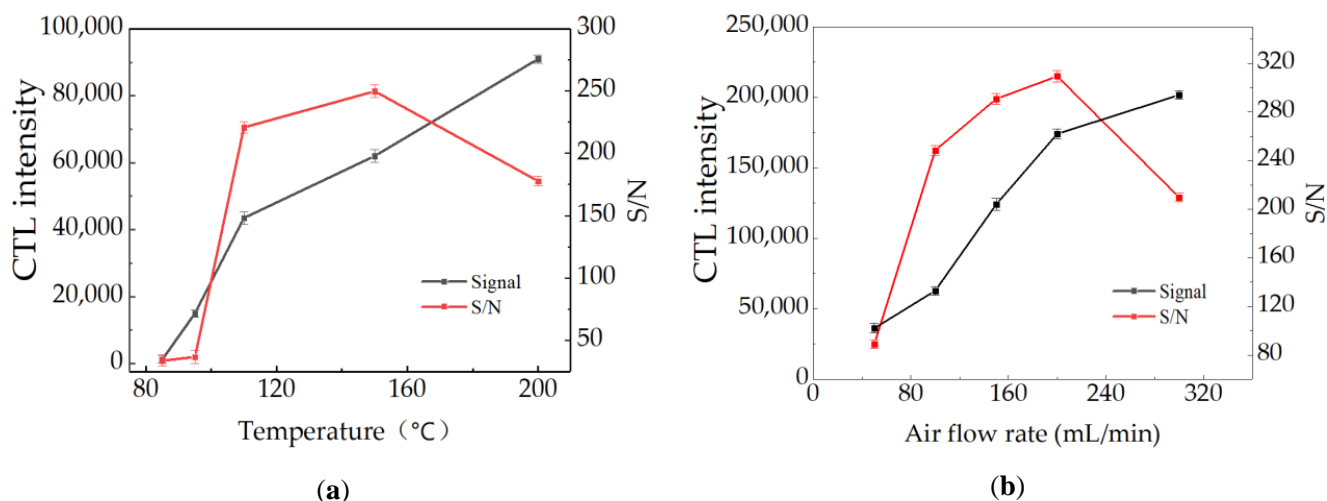 100,000
80,000
60,000
40,000
20,000
0
CTL intensity
300
250
200
150
100
50
S/N
Signal
S/N
80
120
160
200
Temperature（°C）
(a)
250,000
200,000
150,000
100,000
50,000
0
CTL intensity
320
280
240
200
160
120
80
S/N
Signal
S/N
0
80
160
240
320
Air flow rate (mL/min)
(b)